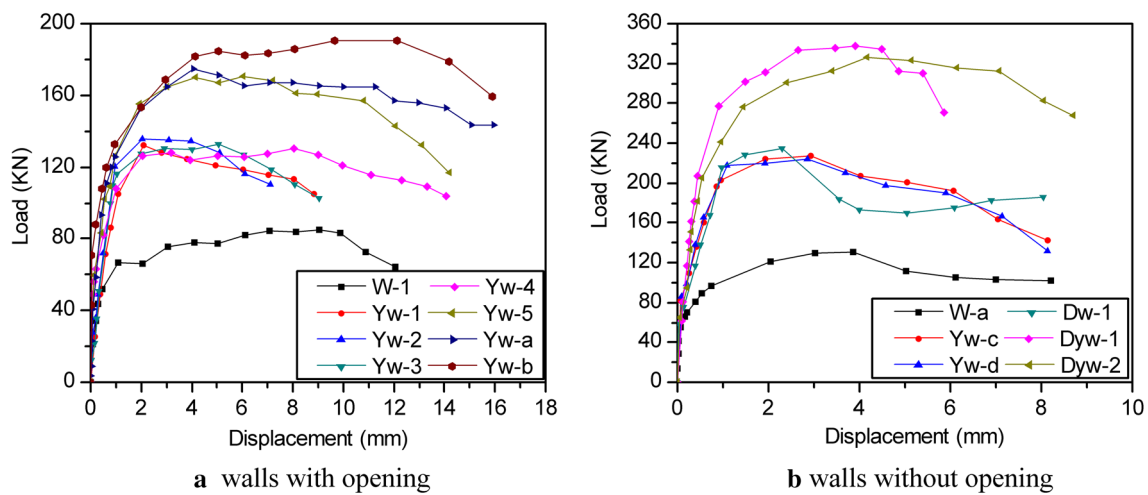 200
160
120
80
40
0
Load (KN)
0 2 4 6 8 10 12 14 16 18
Displacement (mm)
W-1 Yw-4
Yw-1 Yw-5
Yw-2 Yw-a
Yw-3 Yw-b
a walls with opening
360
320
280
240
200
160
120
80
40
0
Load (KN)
0 2 4 6 8 10
Displacement (mm)
W-a Dw-1
Yw-c Dyw-1
Yw-d Dyw-2
b walls without opening